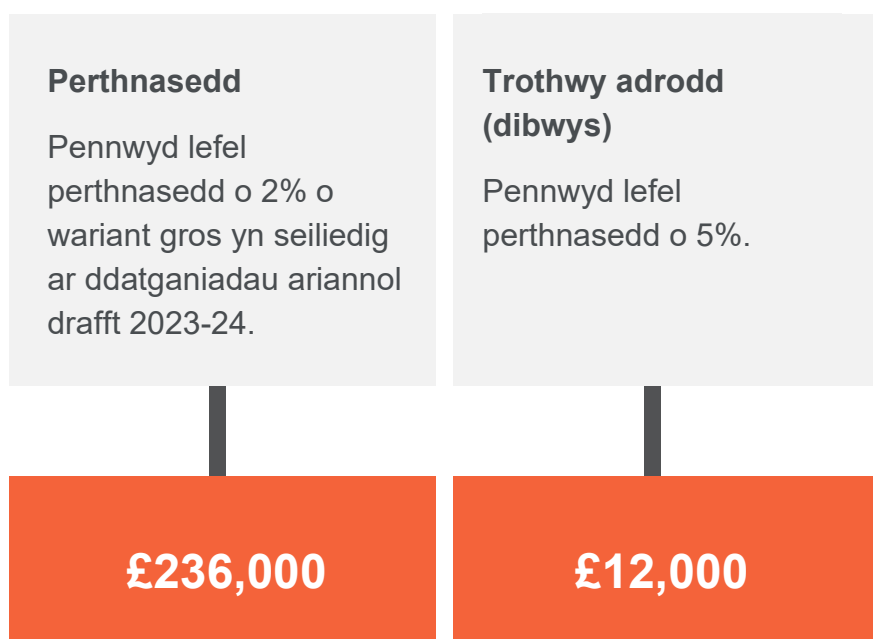 Perthnasedd
Pennwyd lefel
perthnasedd o 2% o
wariant gros yn seiliedig
ar ddatganiadau ariannol
drafft 2023-24.
£236,000
Trothwy adrodd
(dibwys)
Pennwyd lefel
perthnasedd o 5%.
£12,000